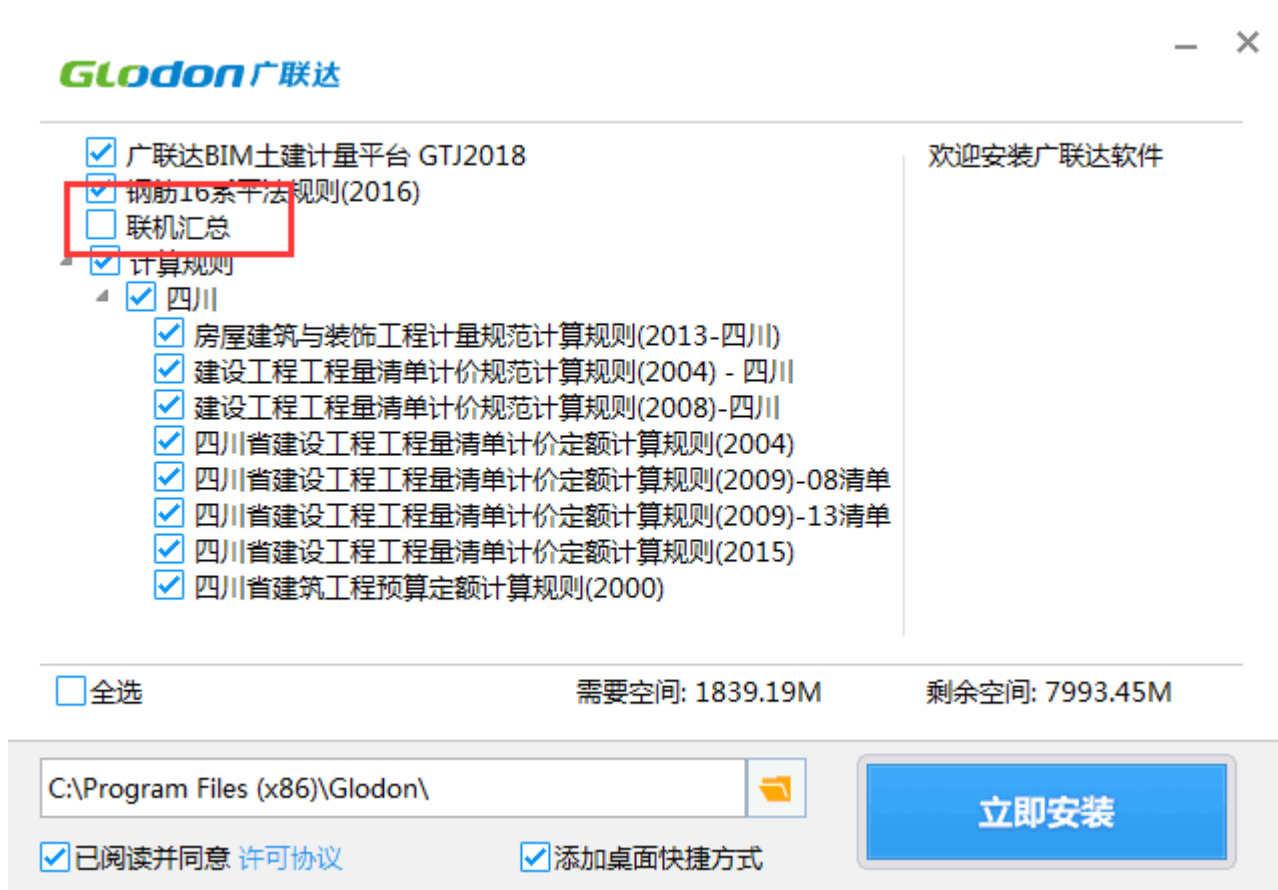 GLodon广联达
广联达BIM土建计量平台 GTJ2018
欢迎安装广联达软件
钢筋16系平法规则(2016)
联机汇总
计算规则
四川
房屋建筑与装饰工程计量规范计算规则(2013-四川)
建设工程工程量清单计价规范计算规则(2004) - 四川
建设工程工程量清单计价规范计算规则(2008)-四川
四川省建设工程工程量清单计价定额计算规则(2004)
四川省建设工程工程量清单计价定额计算规则(2009)-08清单
四川省建设工程工程量清单计价定额计算规则(2009)-13清单
四川省建设工程工程量清单计价定额计算规则(2015)
四川省建筑工程预算定额计算规则(2000)
全选
需要空间: 1839.19M
剩余空间: 7993.45M
C:\Program Files (x86)\Glodon\
立即安装
已阅读并同意 许可协议
添加桌面快捷方式